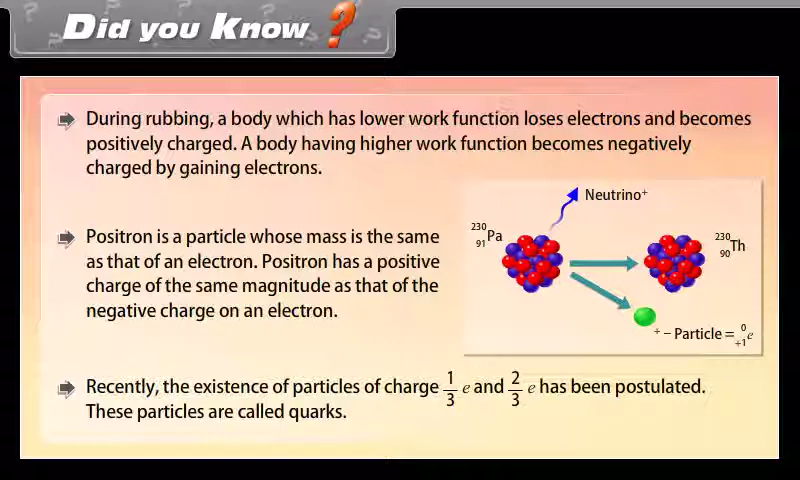 Did you Know ?
During rubbing, a body which has lower work function loses electrons and becomes
positively charged. A body having higher work function becomes negatively
charged by gaining electrons.
Positron is a particle whose mass is the same
as that of an electron. Positron has a positive
charge of the same magnitude as that of the
negative charge on an electron.
Neutrino⁺
²³⁰₉₁Pa
²³⁰₉₀Th
⁺ – Particle = ⁰₊₁e
Recently, the existence of particles of charge 1/3 e and 2/3 e has been postulated.
These particles are called quarks.